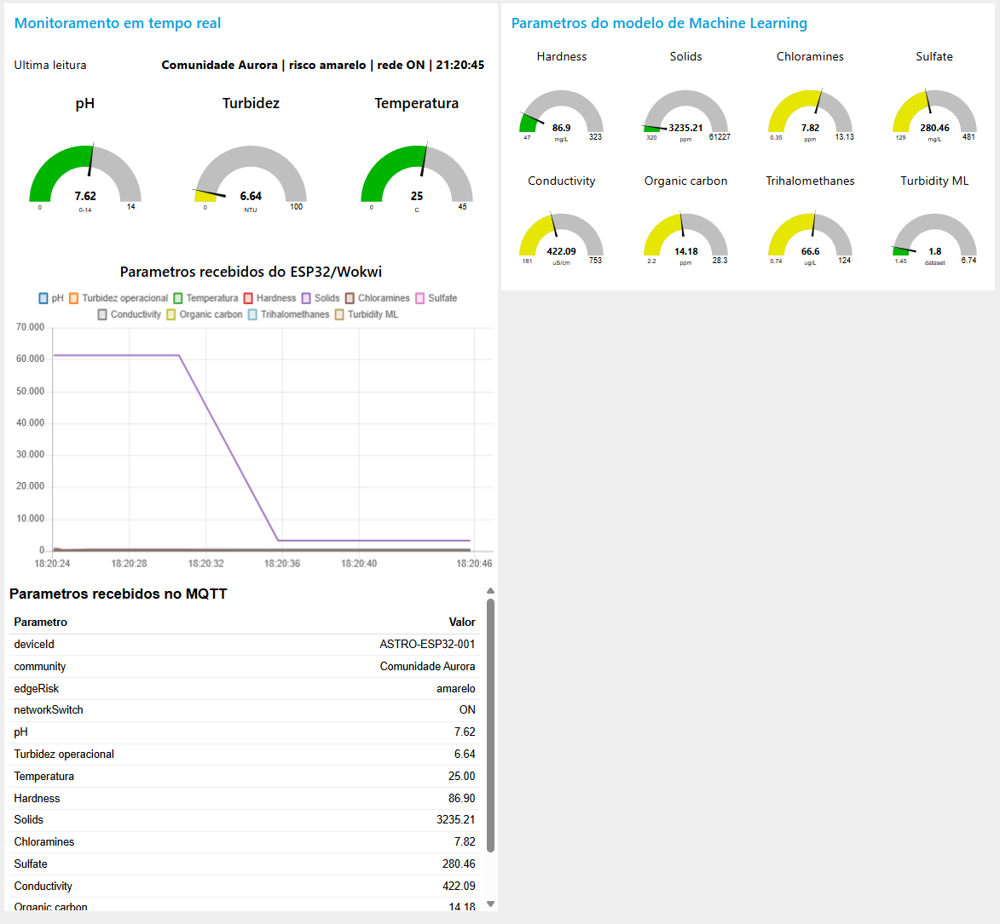 Monitoramento em tempo real
Ultima leitura Comunidade Aurora | risco amarelo | rede ON | 21:20:45
pH Turbidez Temperatura
7.62 6.64 25
0 0-14 14 0 NTU 100 0 C 45
Parametros recebidos do ESP32/Wokwi
pH Turbidez operacional Temperatura Hardness Solids Chloramines Sulfate
Conductivity Organic carbon Trihalomethanes Turbidity ML
70.000
60.000
50.000
40.000
30.000
20.000
10.000
0
18:20:24 18:20:28 18:20:32 18:20:36 18:20:40 18:20:46
Parametros recebidos no MQTT
Parametro Valor
deviceId ASTRO-ESP32-001
community Comunidade Aurora
edgeRisk amarelo
networkSwitch ON
pH 7.62
Turbidez operacional 6.64
Temperatura 25.00
Hardness 86.90
Solids 3235.21
Chloramines 7.82
Sulfate 280.46
Conductivity 422.09
Organic carbon 14.18
Parametros do modelo de Machine Learning
Hardness Solids Chloramines Sulfate
86.9 3235.21 7.82 280.46
47 mg/L 323 320 ppm 61227 0.35 ppm 13.13 129 mg/L 481
Conductivity Organic carbon Trihalomethanes Turbidity ML
422.09 14.18 66.6 1.8
181 uS/cm 753 2.2 ppm 28.3 0.74 ug/L 124 1.45 dataset 6.74